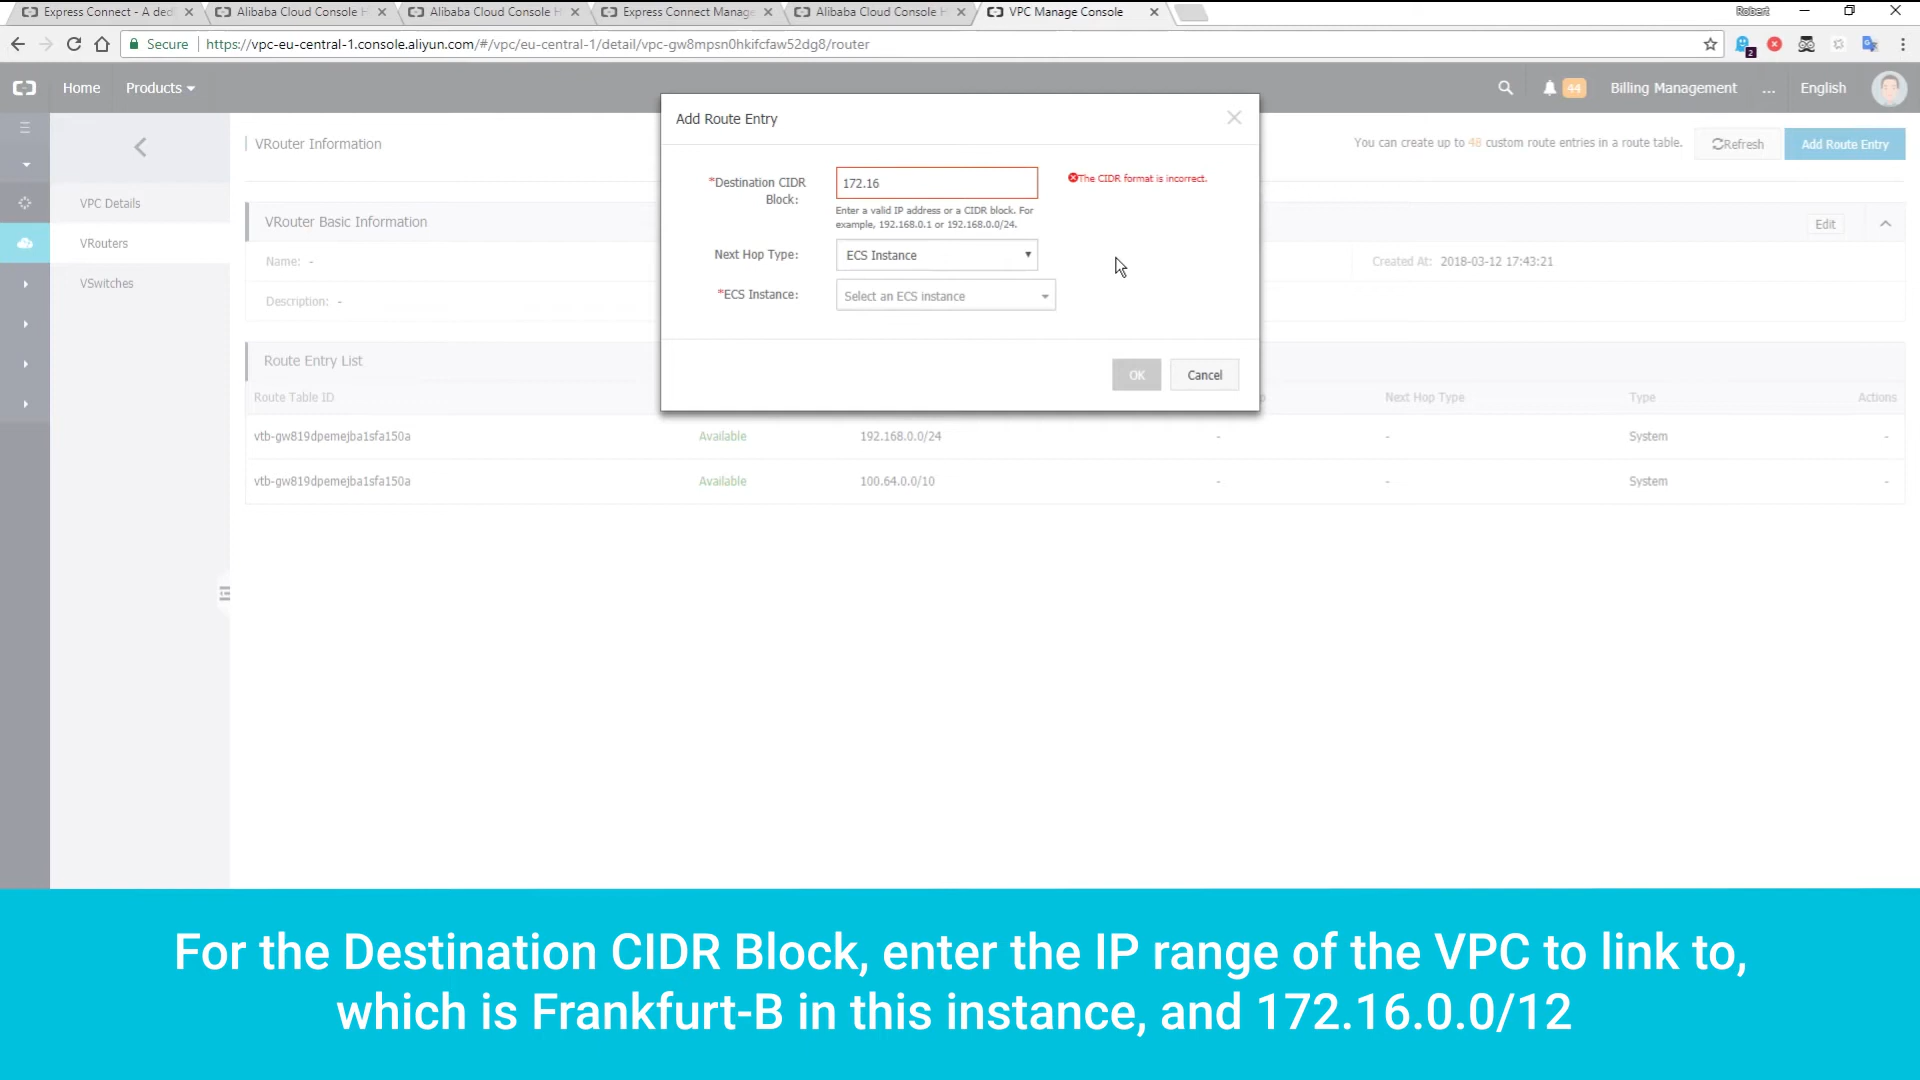 Express Connect - A ded
Alibaba Cloud Console H
Alibaba Cloud Console H
Express Connect Manage
Alibaba Cloud Console H
VPC Manage Console
Robert
Secure
https://vpc-eu-central-1.console.aliyun.com/#/vpc/eu-central-1/detail/vpc-gw8mpsn0hkifcfaw52dg8/router
2
Home
Products
44
Billing Management
...
English
VPC Details
VRouters
VSwitches
VRouter Information
You can create up to 48 custom route entries in a route table.
Refresh
Add Route Entry
VRouter Basic Information
Edit
Name: -
Created At: 2018-03-12 17:43:21
Description: -
Route Entry List
Route Table ID
Next Hop Type
Type
Actions
vtb-gw819dpemejba1sfa150a Available 192.168.0.0/24 - - System -
vtb-gw819dpemejba1sfa150a Available 100.64.0.0/10 - - System -
Add Route Entry
*Destination CIDR
Block:
172.16
The CIDR format is incorrect.
Enter a valid IP address or a CIDR block. For
example, 192.168.0.1 or 192.168.0.0/24.
Next Hop Type:
ECS Instance
*ECS Instance:
Select an ECS instance
OK
Cancel
For the Destination CIDR Block, enter the IP range of the VPC to link to,
which is Frankfurt-B in this instance, and 172.16.0.0/12